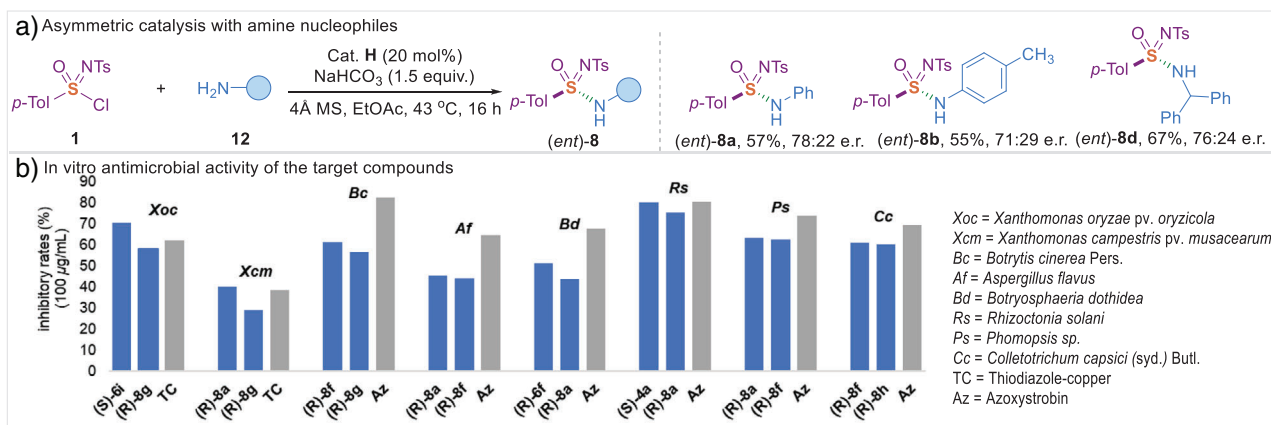 a) Asymmetric catalysis with amine nucleophiles
O NTs
S
p-Tol Cl
1
+
H₂N
12
Cat. H (20 mol%)
NaHCO₃ (1.5 equiv.)
4Å MS, EtOAc, 43 °C, 16 h
O NTs
S
p-Tol N
H
(ent)-8
O NTs
S
p-Tol N Ph
H
(ent)-8a, 57%, 78:22 e.r.
O NTs
S
p-Tol N CH₃
H
(ent)-8b, 55%, 71:29 e.r.
O NTs
S
p-Tol NH
Ph Ph
(ent)-8d, 67%, 76:24 e.r.
b) In vitro antimicrobial activity of the target compounds
inhibitory rates (%)
(100 µg/mL)
90
80
70
60
50
40
30
20
10
0
Xoc
Xcm
Bc
Af
Bd
Rs
Ps
Cc
(S)-6i
(R)-8g
TC
(R)-8a
(R)-8g
TC
(R)-8f
(R)-8g
Az
(R)-8a
(R)-8f
Az
(R)-6f
(R)-8a
Az
(S)-4a
(R)-8a
Az
(R)-8a
(R)-8f
Az
(R)-8f
(R)-8h
Az
Xoc = Xanthomonas oryzae pv. oryzicola
Xcm = Xanthomonas campestris pv. musacearum
Bc = Botrytis cinerea Pers.
Af = Aspergillus flavus
Bd = Botryosphaeria dothidea
Rs = Rhizoctonia solani
Ps = Phomopsis sp.
Cc = Colletotrichum capsici (syd.) Butl.
TC = Thiodiazole-copper
Az = Azoxystrobin